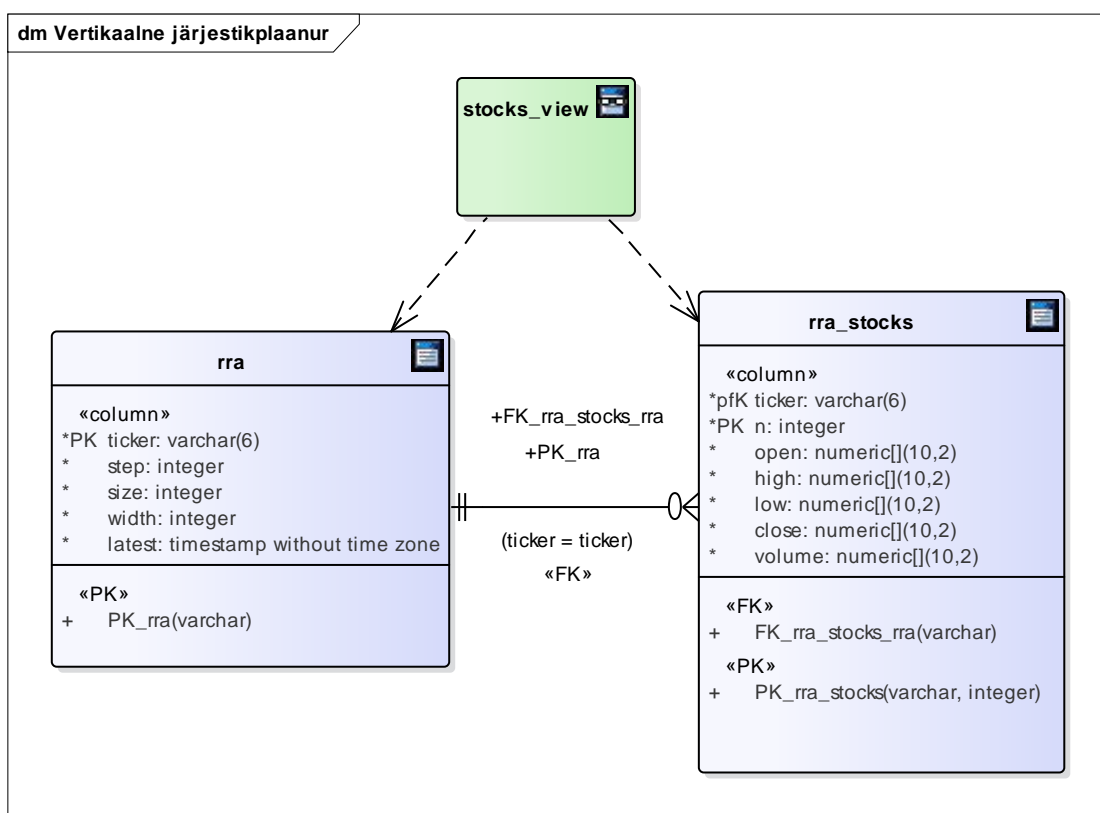 dm Vertikaalne järjestikplaanur
stocks_view
rra
«column»
*PK ticker: varchar(6)
* step: integer
* size: integer
* width: integer
* latest: timestamp without time zone
«PK»
+ PK_rra(varchar)
+FK_rra_stocks_rra
+PK_rra
(ticker = ticker)
«FK»
rra_stocks
«column»
*pfK ticker: varchar(6)
*PK n: integer
* open: numeric[](10,2)
* high: numeric[](10,2)
* low: numeric[](10,2)
* close: numeric[](10,2)
* volume: numeric[](10,2)
«FK»
+ FK_rra_stocks_rra(varchar)
«PK»
+ PK_rra_stocks(varchar, integer)